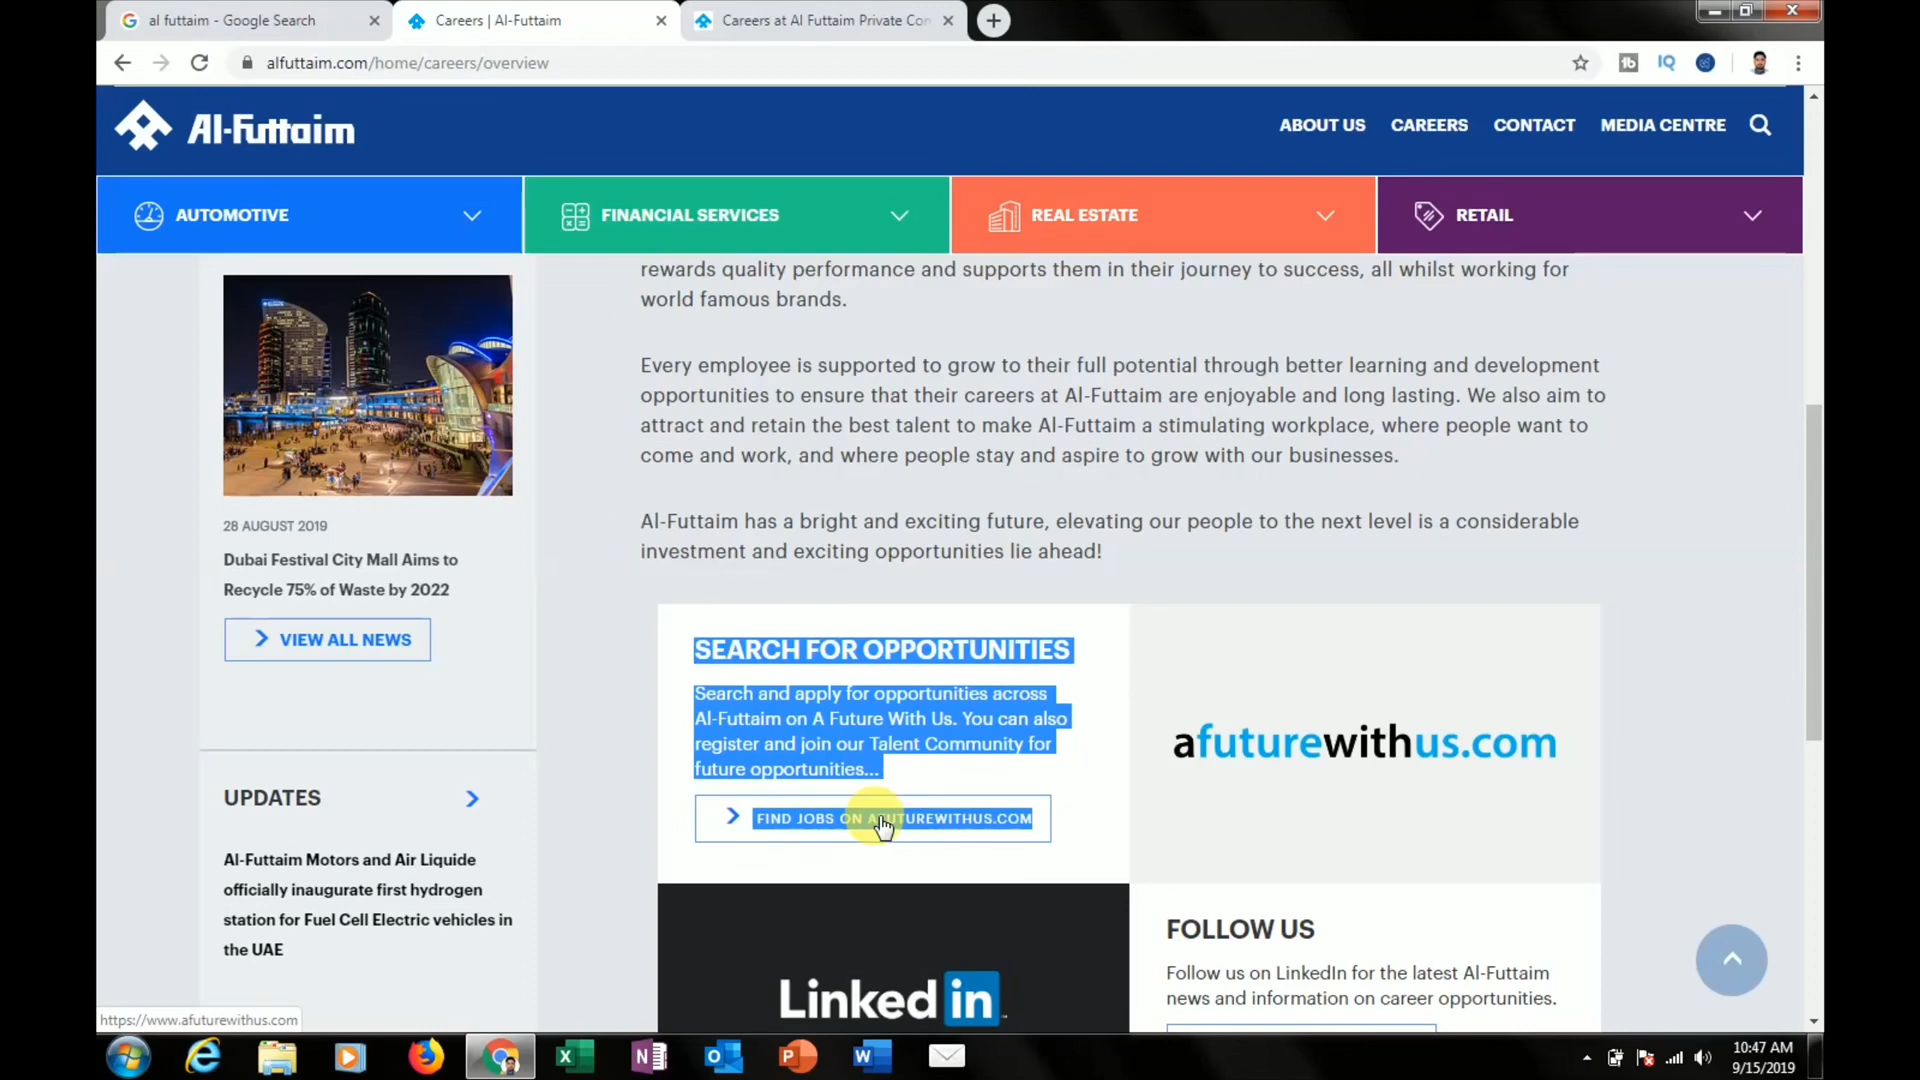 al futtaim - Google Search
Careers | Al-Futtaim
Careers at Al Futtaim Private Con
alfuttaim.com/home/careers/overview
Al-Futtaim
ABOUT US
CAREERS
CONTACT
MEDIA CENTRE
AUTOMOTIVE
FINANCIAL SERVICES
REAL ESTATE
RETAIL
rewards quality performance and supports them in their journey to success, all whilst working for
world famous brands.
Every employee is supported to grow to their full potential through better learning and development
opportunities to ensure that their careers at Al-Futtaim are enjoyable and long lasting. We also aim to
attract and retain the best talent to make Al-Futtaim a stimulating workplace, where people want to
come and work, and where people stay and aspire to grow with our businesses.
Al-Futtaim has a bright and exciting future, elevating our people to the next level is a considerable
investment and exciting opportunities lie ahead!
28 AUGUST 2019
Dubai Festival City Mall Aims to
Recycle 75% of Waste by 2022
VIEW ALL NEWS
UPDATES
Al-Futtaim Motors and Air Liquide
officially inaugurate first hydrogen
station for Fuel Cell Electric vehicles in
the UAE
SEARCH FOR OPPORTUNITIES
Search and apply for opportunities across
Al-Futtaim on A Future With Us. You can also
register and join our Talent Community for
future opportunities...
FIND JOBS ON AFUTUREWITHUS.COM
afuturewithus.com
Linked in
FOLLOW US
Follow us on LinkedIn for the latest Al-Futtaim
news and information on career opportunities.
https://www.afuturewithus.com
10:47 AM
9/15/2019